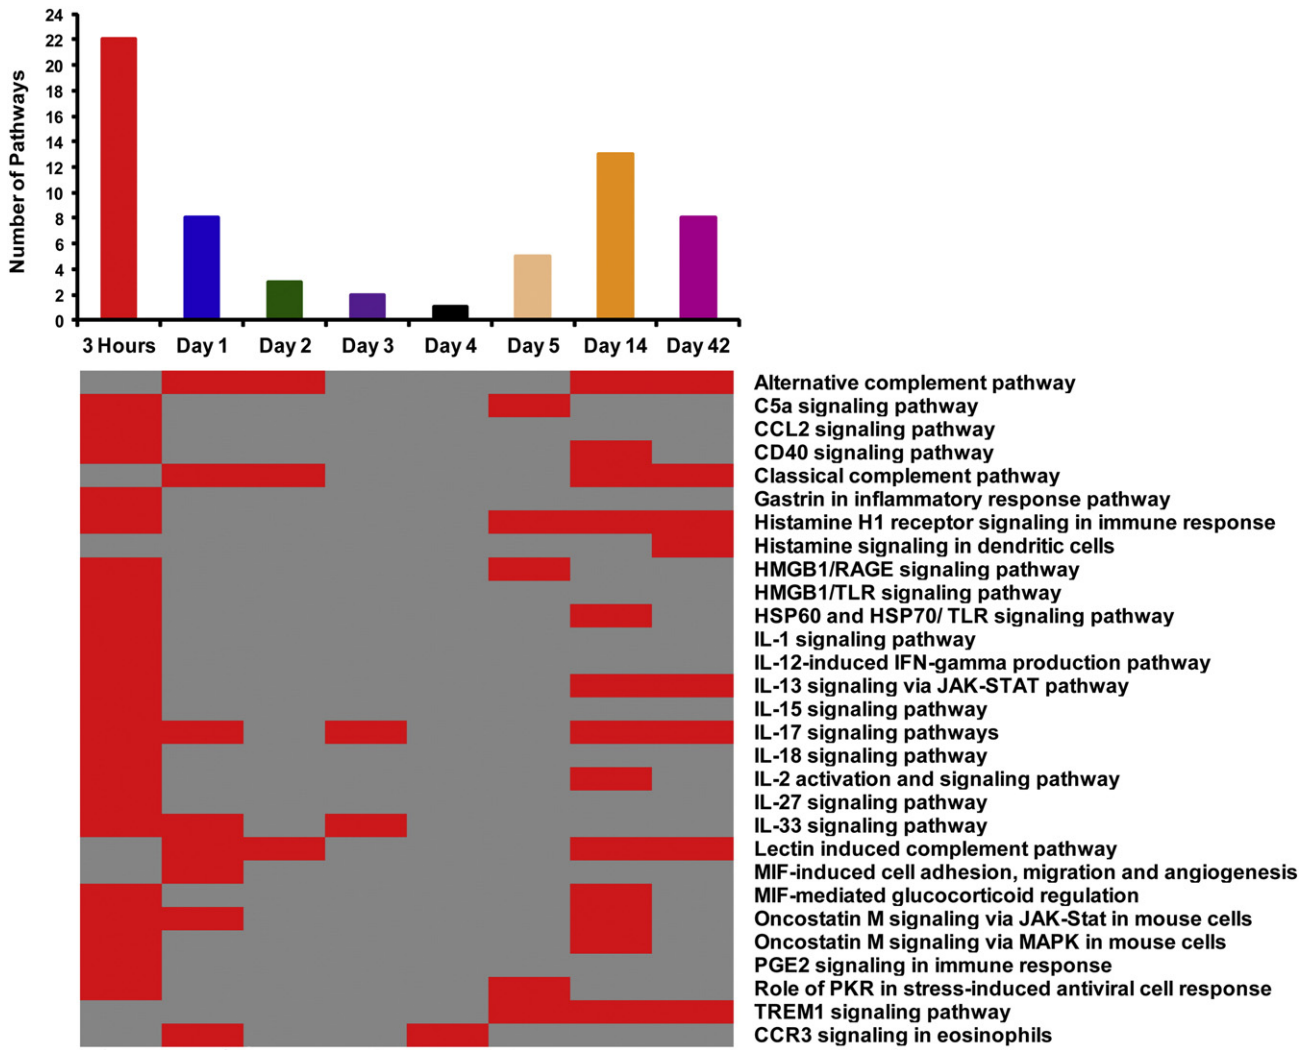 Number of Pathways
24
22
20
18
16
14
12
10
8
6
4
2
0
3 Hours Day 1 Day 2 Day 3 Day 4 Day 5 Day 14 Day 42
Alternative complement pathway
C5a signaling pathway
CCL2 signaling pathway
CD40 signaling pathway
Classical complement pathway
Gastrin in inflammatory response pathway
Histamine H1 receptor signaling in immune response
Histamine signaling in dendritic cells
HMGB1/RAGE signaling pathway
HMGB1/TLR signaling pathway
HSP60 and HSP70/ TLR signaling pathway
IL-1 signaling pathway
IL-12-induced IFN-gamma production pathway
IL-13 signaling via JAK-STAT pathway
IL-15 signaling pathway
IL-17 signaling pathways
IL-18 signaling pathway
IL-2 activation and signaling pathway
IL-27 signaling pathway
IL-33 signaling pathway
Lectin induced complement pathway
MIF-induced cell adhesion, migration and angiogenesis
MIF-mediated glucocorticoid regulation
Oncostatin M signaling via JAK-Stat in mouse cells
Oncostatin M signaling via MAPK in mouse cells
PGE2 signaling in immune response
Role of PKR in stress-induced antiviral cell response
TREM1 signaling pathway
CCR3 signaling in eosinophils